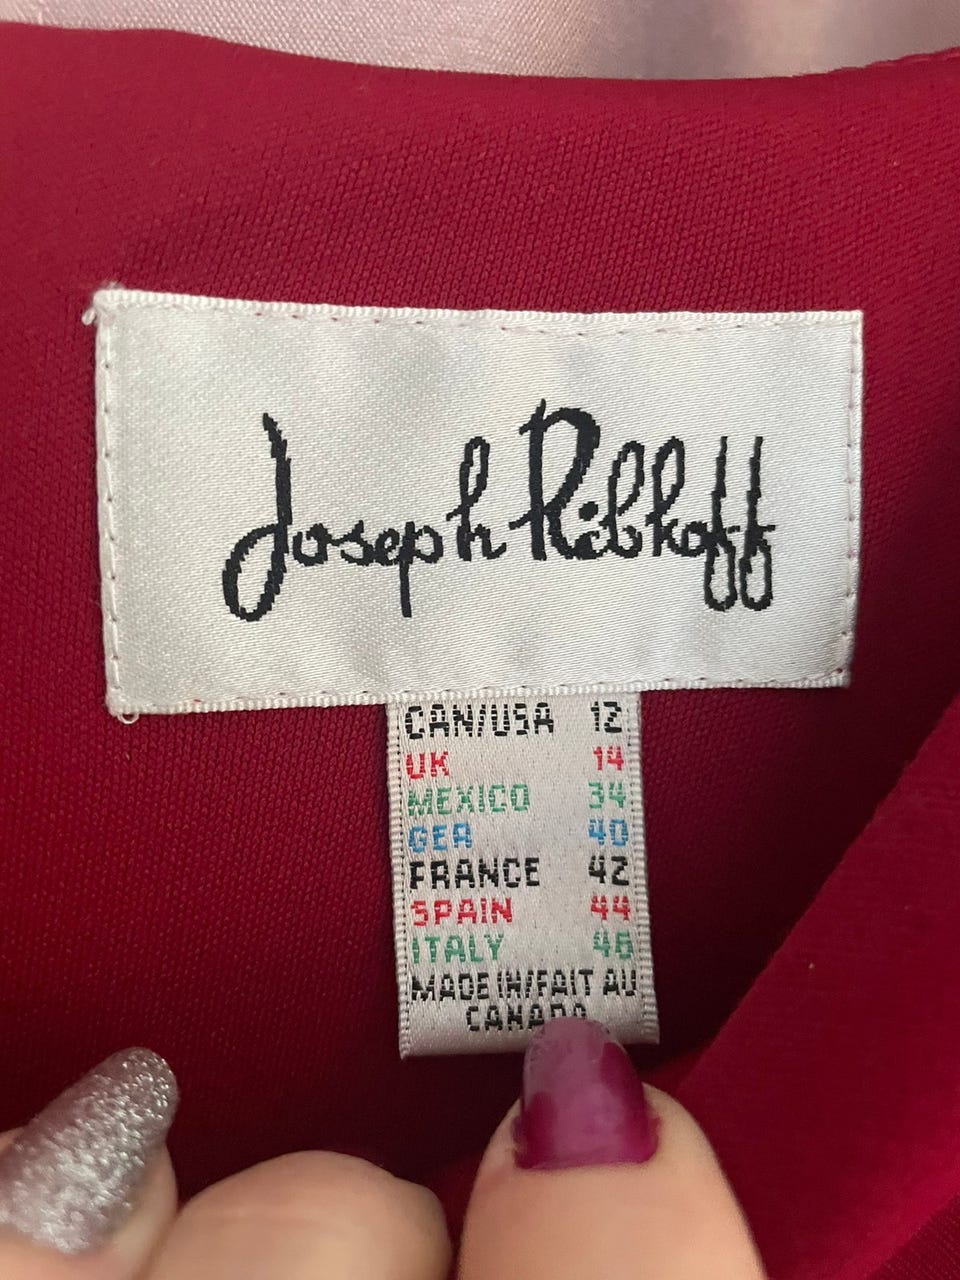 Joseph Ribkoff
CAN/USA 12
UK 14
MEXICO 34
GER 40
FRANCE 42
SPAIN 44
ITALY 46
MADE IN/FAIT AU
CANADA